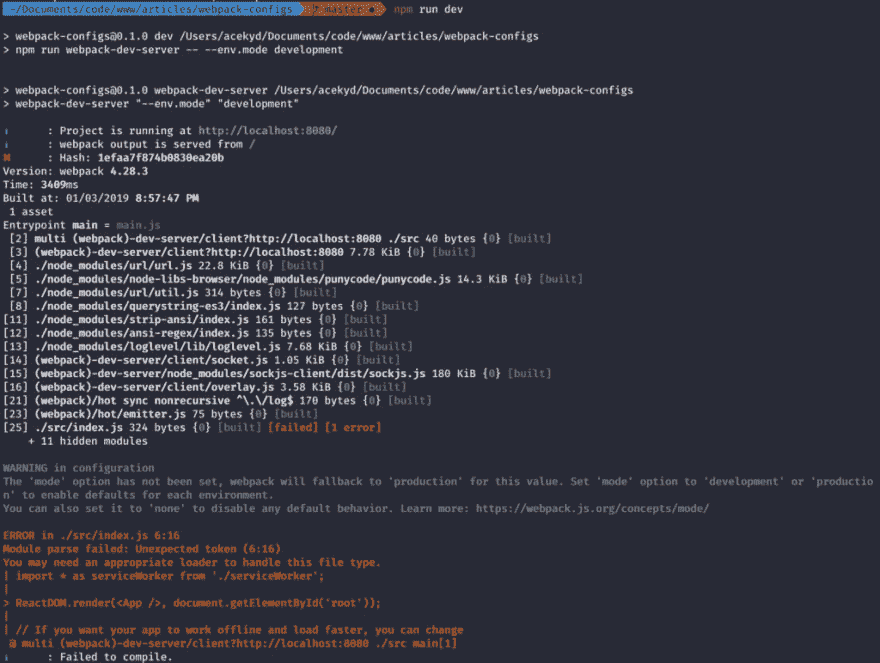 ~/Documents/code/www/articles/webpack-configs master ● npm run dev
> webpack-configs@0.1.0 dev /Users/acekyd/Documents/code/www/articles/webpack-configs
> npm run webpack-dev-server -- --env.mode development
> webpack-configs@0.1.0 webpack-dev-server /Users/acekyd/Documents/code/www/articles/webpack-configs
> webpack-dev-server "--env.mode" "development"
: Project is running at http://localhost:8080/
: webpack output is served from /
: Hash: 1efaa7f874b0830ea20b
Version: webpack 4.28.3
Time: 3409ms
Built at: 01/03/2019 8:57:47 PM
1 asset
Entrypoint main = main.js
[2] multi (webpack)-dev-server/client?http://localhost:8080 ./src 40 bytes {0} [built]
[3] (webpack)-dev-server/client?http://localhost:8080 7.78 KiB {0} [built]
[4] ./node_modules/url/url.js 22.8 KiB {0} [built]
[5] ./node_modules/node-libs-browser/node_modules/punycode/punycode.js 14.3 KiB {0} [built]
[7] ./node_modules/url/util.js 314 bytes {0} [built]
[8] ./node_modules/querystring-es3/index.js 127 bytes {0} [built]
[11] ./node_modules/strip-ansi/index.js 161 bytes {0} [built]
[12] ./node_modules/ansi-regex/index.js 135 bytes {0} [built]
[13] ./node_modules/loglevel/lib/loglevel.js 7.68 KiB {0} [built]
[14] (webpack)-dev-server/client/socket.js 1.05 KiB {0} [built]
[15] (webpack)-dev-server/node_modules/sockjs-client/dist/sockjs.js 180 KiB {0} [built]
[16] (webpack)-dev-server/client/overlay.js 3.58 KiB {0} [built]
[21] (webpack)/hot sync nonrecursive ^\.\/log$ 170 bytes {0} [built]
[23] (webpack)/hot/emitter.js 75 bytes {0} [built]
[25] ./src/index.js 324 bytes {0} [built] [failed] [1 error]
+ 11 hidden modules
WARNING in configuration
The 'mode' option has not been set, webpack will fallback to 'production' for this value. Set 'mode' option to 'development' or 'productio
n' to enable defaults for each environment.
You can also set it to 'none' to disable any default behavior. Learn more: https://webpack.js.org/concepts/mode/
ERROR in ./src/index.js 6:16
Module parse failed: Unexpected token (6:16)
You may need an appropriate loader to handle this file type.
| import * as serviceWorker from './serviceWorker';
|
> ReactDOM.render(<App />, document.getElementById('root'));
|
| // If you want your app to work offline and load faster, you can change
@ multi (webpack)-dev-server/client?http://localhost:8080 ./src main[1]
: Failed to compile.